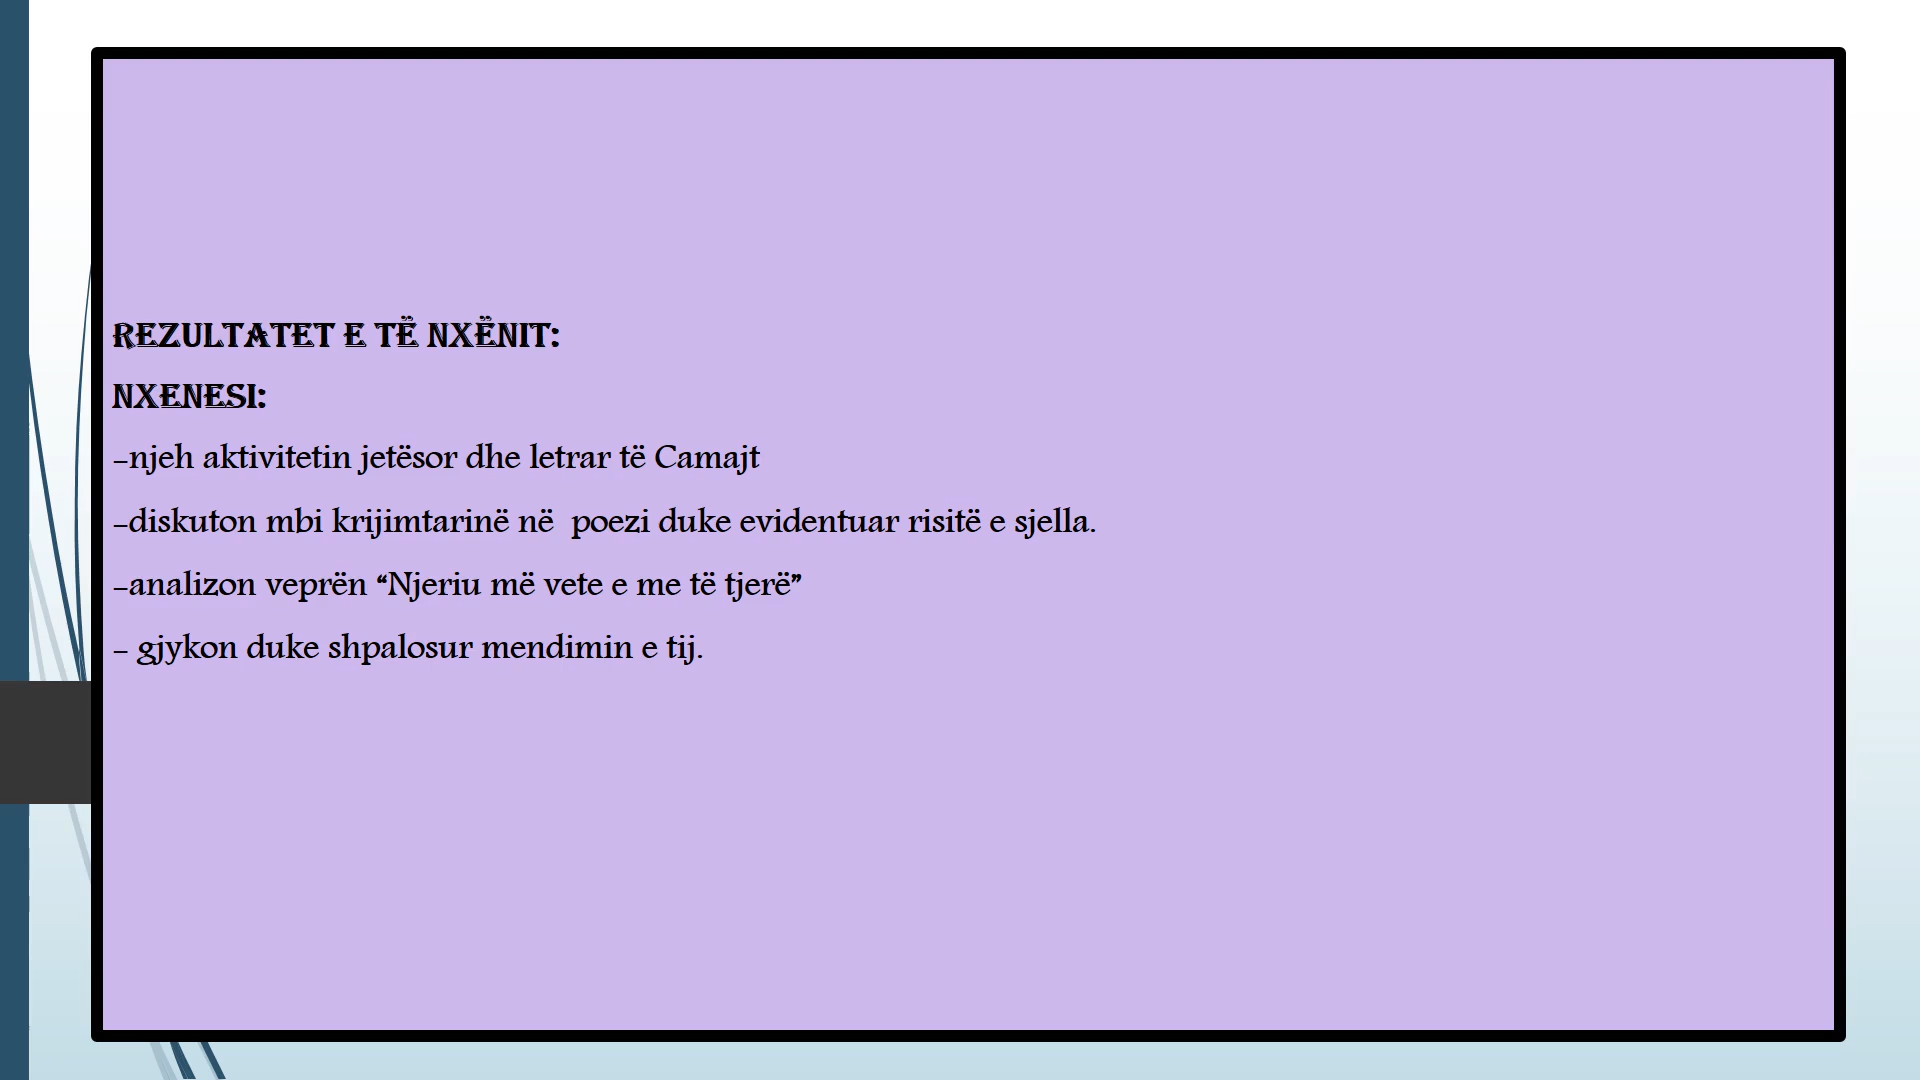 REZULTATET E TË NXËNIT:
NXENESI:
-njeh aktivitetin jetësor dhe letrar të Camajt
-diskuton mbi krijimtarinë në  poezi duke evidentuar risitë e sjella.
-analizon veprën “Njeriu më vete e me të tjerë”
- gjykon duke shpalosur mendimin e tij.